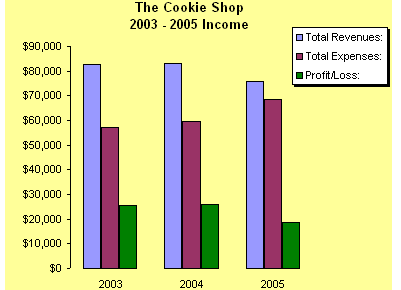 The Cookie Shop
2003 - 2005 Income
Total Revenues:
Total Expenses:
Profit/Loss:
$90,000
$80,000
$70,000
$60,000
$50,000
$40,000
$30,000
$20,000
$10,000
$0
2003
2004
2005